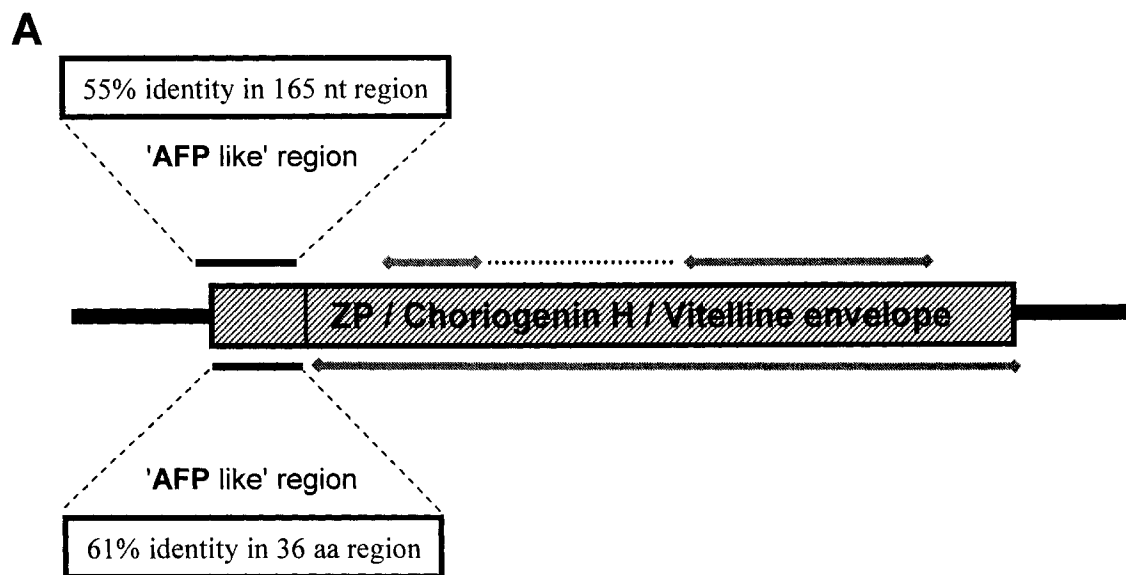 A
55% identity in 165 nt region
'AFP like' region
ZP / Choriogenin H / Vitelline envelope
'AFP like' region
61% identity in 36 aa region